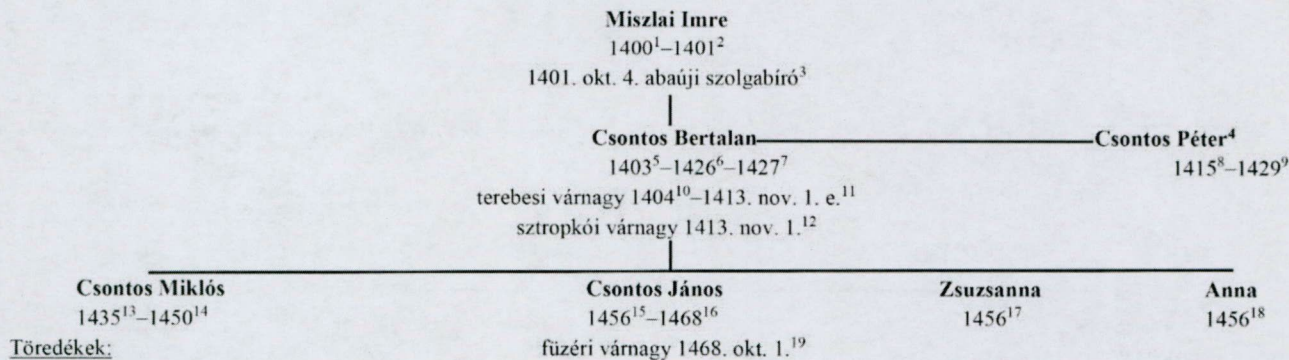 Miszlai Imre
1400¹–1401²
1401. okt. 4. abaúji szolgabíró³
Csontos Bertalan Csontos Péter⁴
1403⁵–1426⁶–1427⁷ 1415⁸–1429⁹
terebesi várnagy 1404¹⁰–1413. nov. 1. e.¹¹
sztropkói várnagy 1413. nov. 1.¹²
Csontos Miklós Csontos János Zsuzsanna Anna
1435¹³–1450¹⁴ 1456¹⁵–1468¹⁶ 1456¹⁷ 1456¹⁸
Töredékek: füzéri várnagy 1468. okt. 1.¹⁹